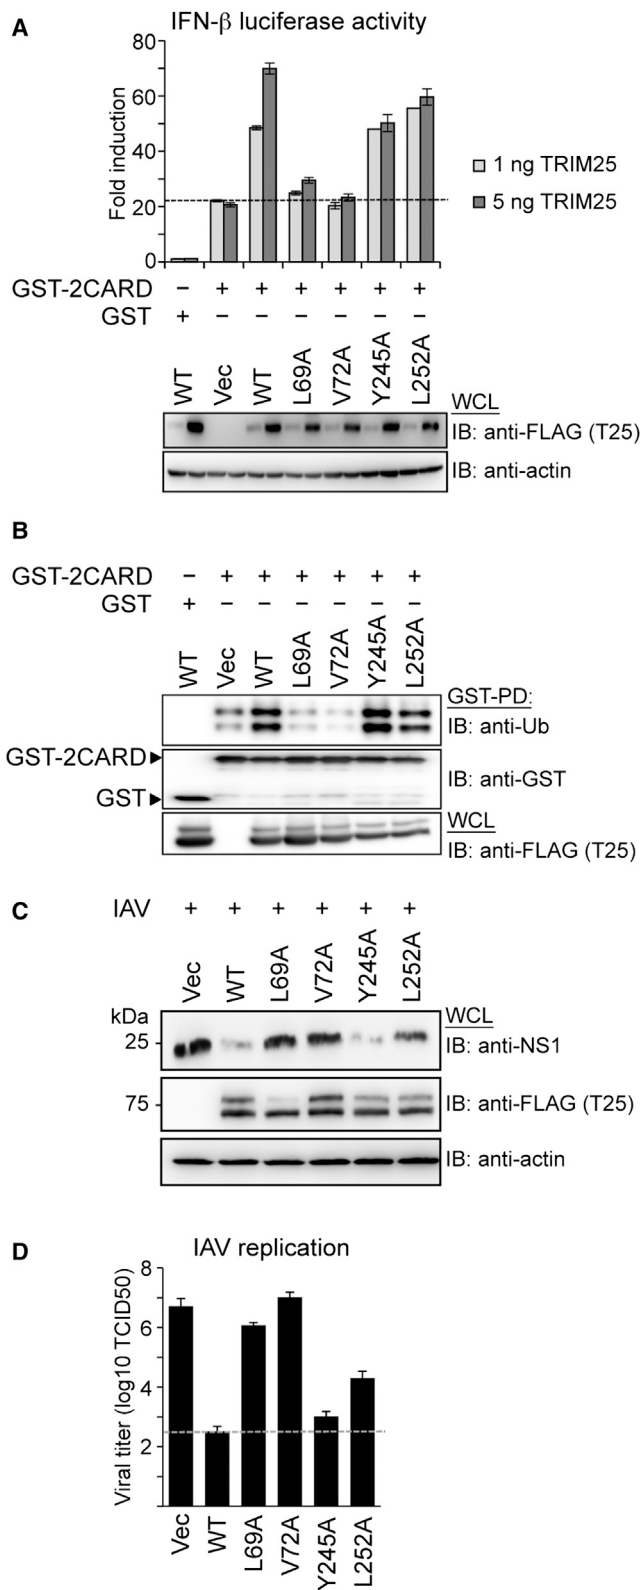 A
IFN-β luciferase activity
Fold induction
80
60
40
20
0
1 ng TRIM25
5 ng TRIM25
GST-2CARD – + + + + + +
GST + – – – – – –
WT Vec WT L69A V72A Y245A L252A
WCL
IB: anti-FLAG (T25)
IB: anti-actin
B
GST-2CARD – + + + + + +
GST + – – – – – –
WT Vec WT L69A V72A Y245A L252A
GST-PD:
IB: anti-Ub
GST-2CARD
IB: anti-GST
GST
WCL
IB: anti-FLAG (T25)
C
IAV + + + + + +
Vec WT L69A V72A Y245A L252A
kDa
WCL
25
IB: anti-NS1
75
IB: anti-FLAG (T25)
IB: anti-actin
D
IAV replication
Viral titer (log10 TCID50)
8
6
4
2
Vec WT L69A V72A Y245A L252A